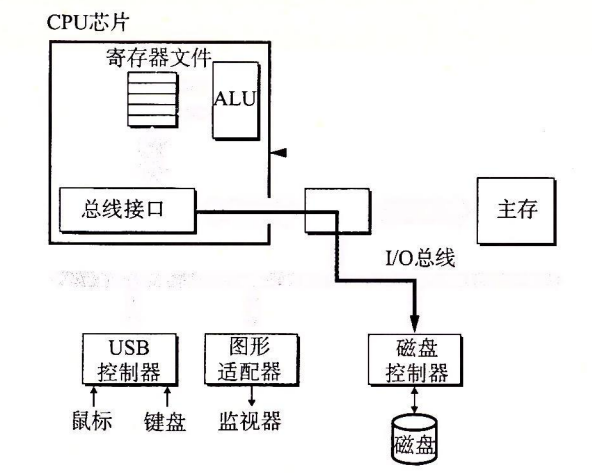 CPU芯片
寄存器文件
ALU
总线接口
主存
I/O总线
USB
控制器
图形
适配器
磁盘
控制器
鼠标
键盘
监视器
磁盘